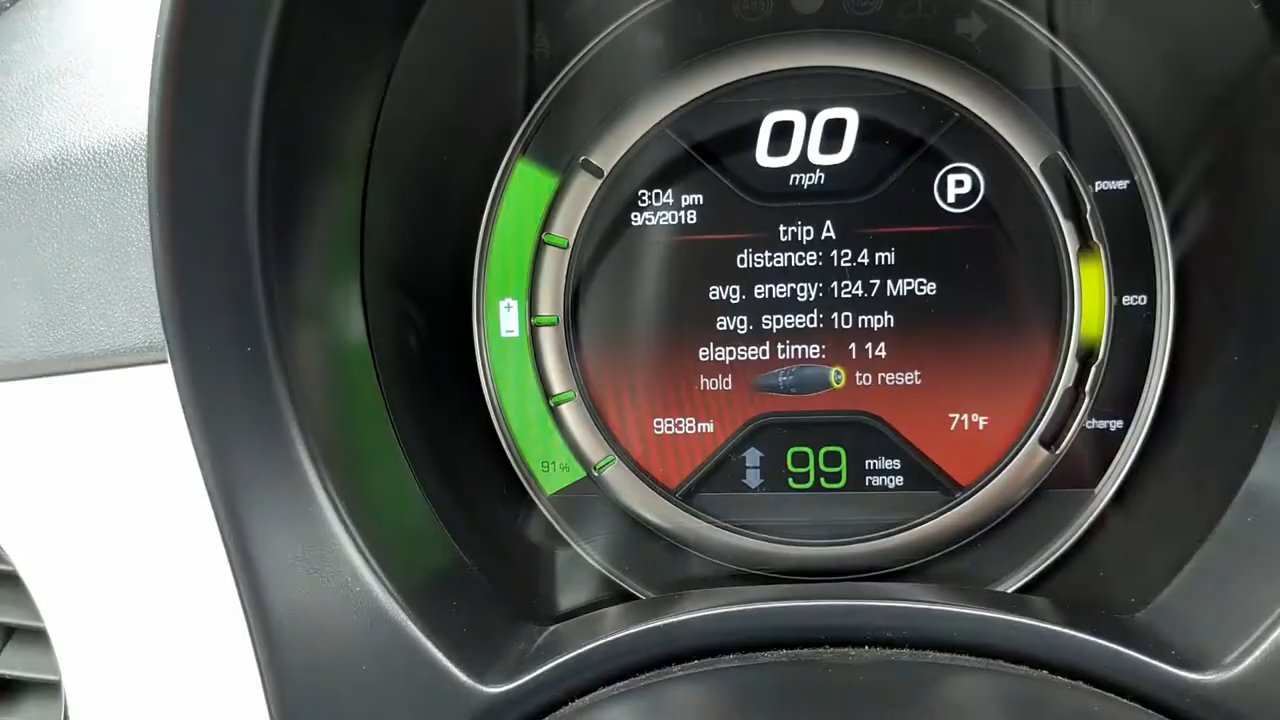 ABS
00
mph
3:04 pm
9/5/2018
P
power
trip A
distance: 12.4 mi
avg. energy: 124.7 MPGe
eco
avg. speed: 10 mph
elapsed time: 1 14
hold to reset
9838 mi
71°F
charge
91%
99 miles range